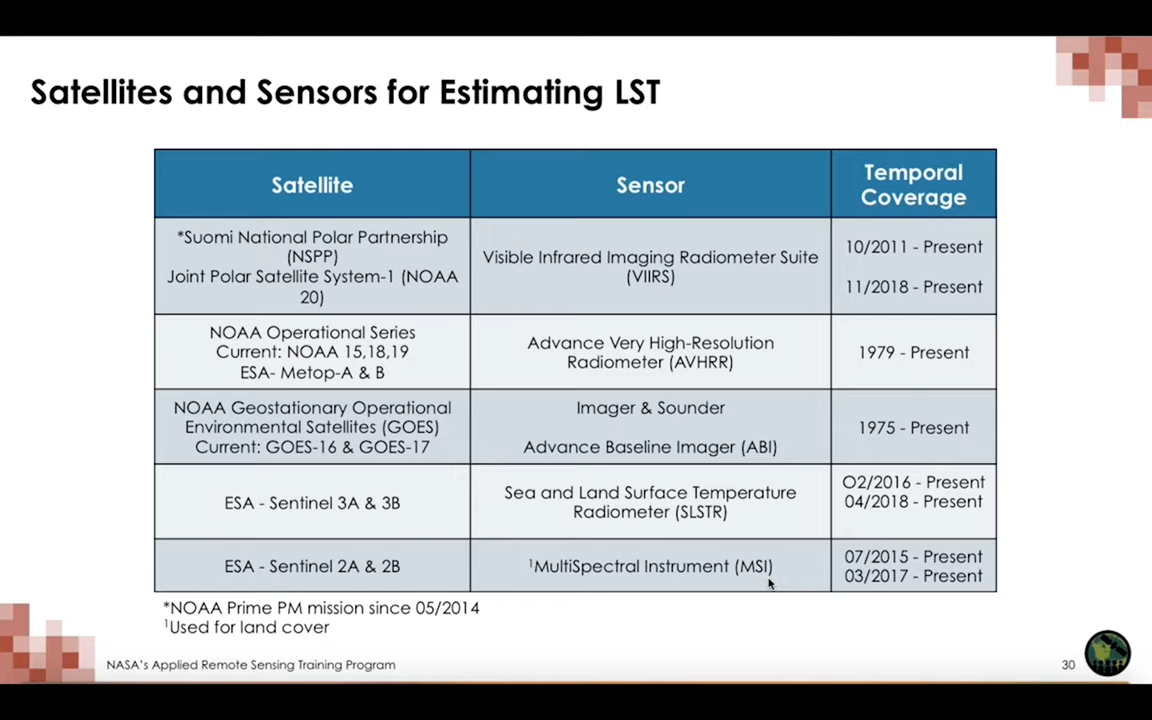 Satellites and Sensors for Estimating LST
Satellite
Sensor
Temporal
Coverage
*Suomi National Polar Partnership
(NSPP)
Joint Polar Satellite System-1 (NOAA
20)
Visible Infrared Imaging Radiometer Suite
(VIIRS)
10/2011 - Present
11/2018 - Present
NOAA Operational Series
Current: NOAA 15,18,19
ESA- Metop-A & B
Advance Very High-Resolution
Radiometer (AVHRR)
1979 - Present
NOAA Geostationary Operational
Environmental Satellites (GOES)
Current: GOES-16 & GOES-17
Imager & Sounder
Advance Baseline Imager (ABI)
1975 - Present
ESA - Sentinel 3A & 3B
Sea and Land Surface Temperature
Radiometer (SLSTR)
O2/2016 - Present
04/2018 - Present
ESA - Sentinel 2A & 2B
¹MultiSpectral Instrument (MSI)
07/2015 - Present
03/2017 - Present
*NOAA Prime PM mission since 05/2014
¹Used for land cover
NASA's Applied Remote Sensing Training Program
30